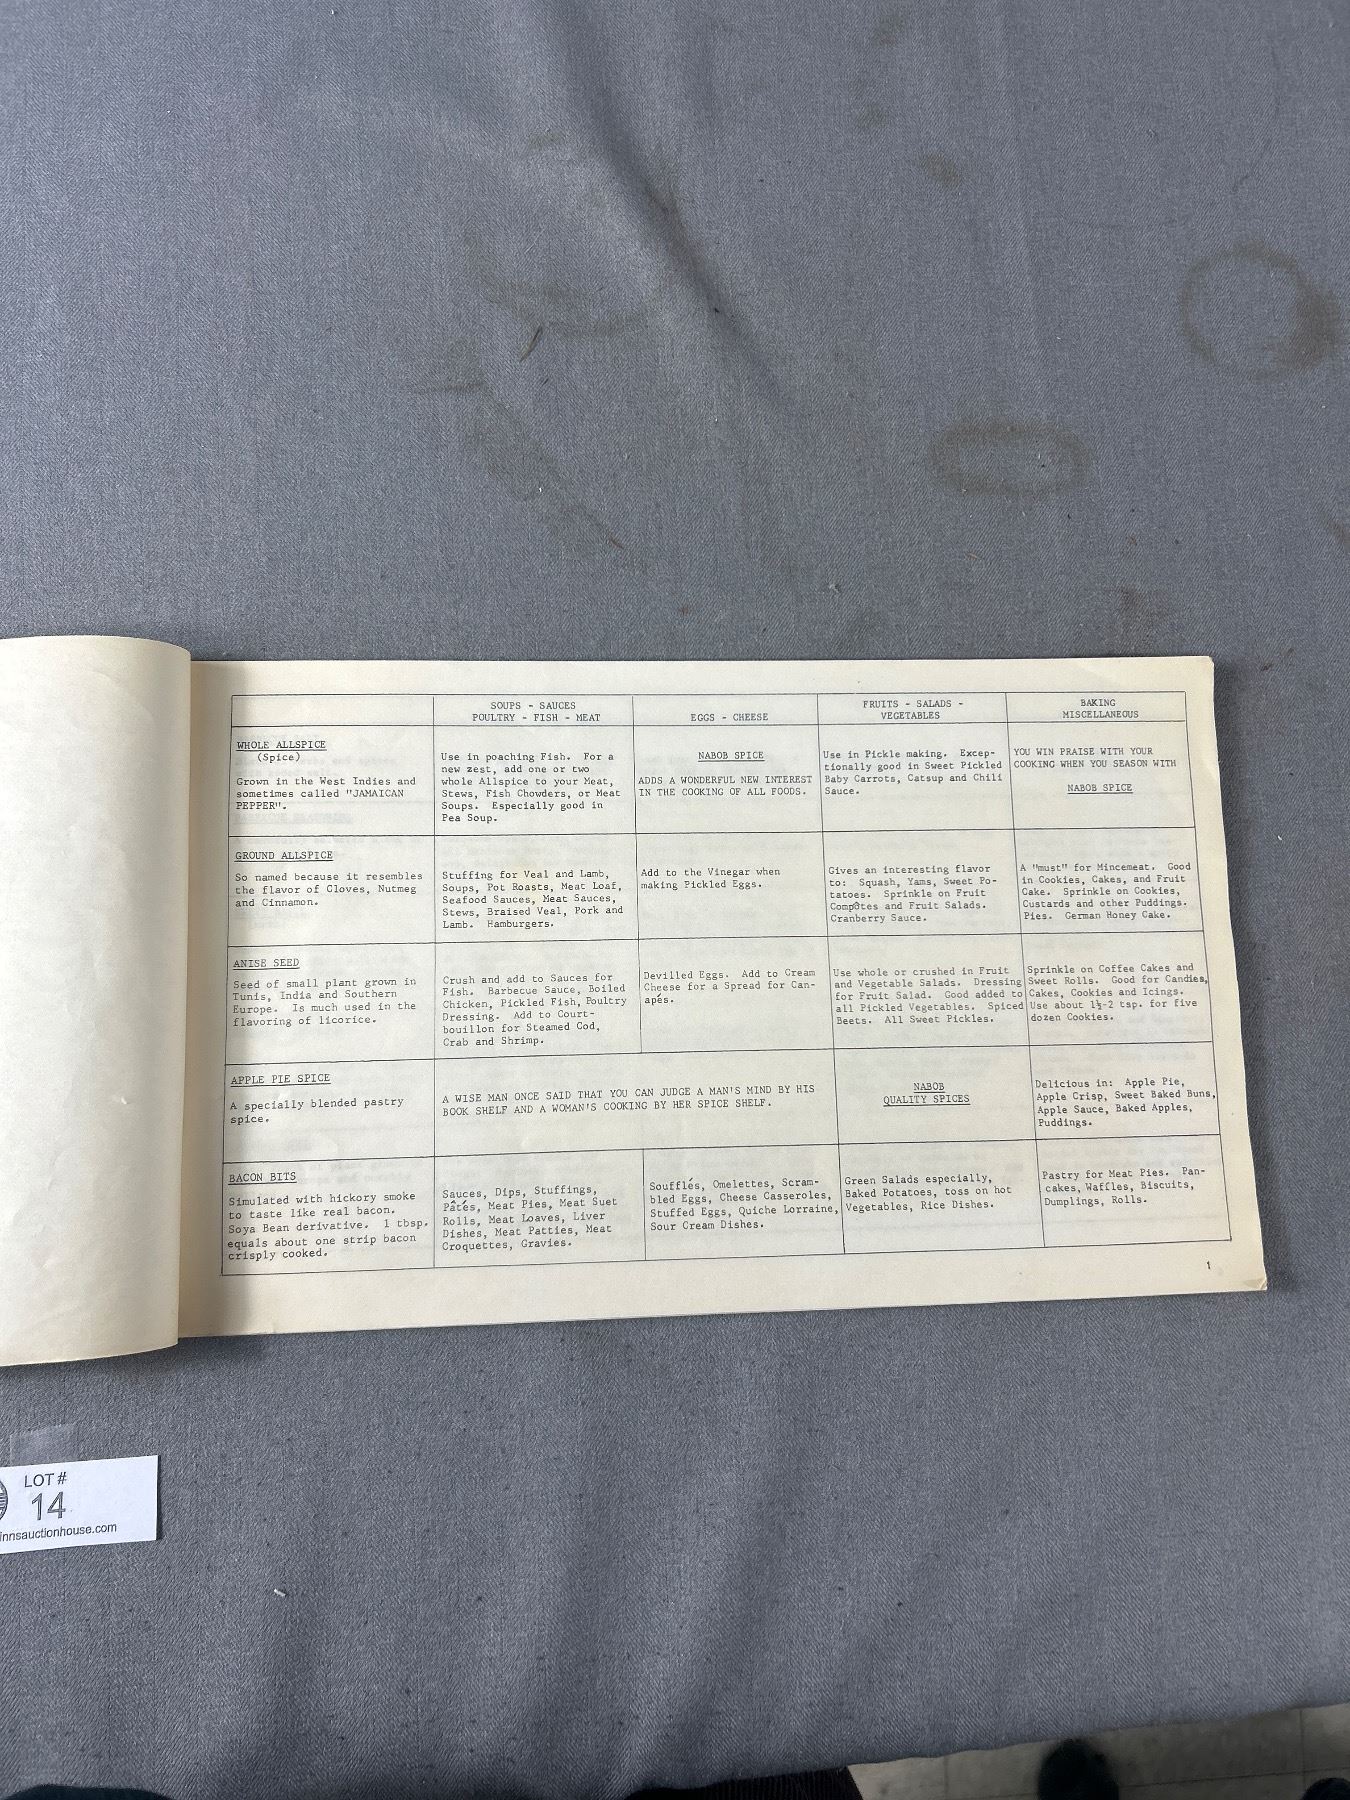 SOUPS - SAUCES
POULTRY - FISH - MEAT
EGGS - CHEESE
FRUITS - SALADS -
VEGETABLES
BAKING
MISCELLANEOUS
WHOLE ALLSPICE
(Spice)
Grown in the West Indies and
sometimes called "JAMAICAN
PEPPER".
Use in poaching Fish. For a
new zest, add one or two
whole Allspice to your Meat,
Stews, Fish Chowders, or Meat
Soups. Especially good in
Pea Soup.
NABOB SPICE
ADDS A WONDERFUL NEW INTEREST
IN THE COOKING OF ALL FOODS.
Use in Pickle making. Excep-
tionally good in Sweet Pickled
Baby Carrots, Catsup and Chili
Sauce.
YOU WIN PRAISE WITH YOUR
COOKING WHEN YOU SEASON WITH
NABOB SPICE
GROUND ALLSPICE
So named because it resembles
the flavor of Cloves, Nutmeg
and Cinnamon.
Stuffing for Veal and Lamb,
Soups, Pot Roasts, Meat Loaf,
Seafood Sauces, Meat Sauces,
Stews, Braised Veal, Pork and
Lamb. Hamburgers.
Add to the Vinegar when
making Pickled Eggs.
Gives an interesting flavor
to: Squash, Yams, Sweet Po-
tatoes. Sprinkle on Fruit
Compôtes and Fruit Salads.
Cranberry Sauce.
A "must" for Mincemeat. Good
in Cookies, Cakes, and Fruit
Cake. Sprinkle on Cookies,
Custards and other Puddings.
Pies. German Honey Cake.
ANISE SEED
Seed of small plant grown in
Tunis, India and Southern
Europe. Is much used in the
flavoring of licorice.
Crush and add to Sauces for
Fish. Barbecue Sauce, Boiled
Chicken, Pickled Fish, Poultry
Dressing. Add to Court-
bouillon for Steamed Cod,
Crab and Shrimp.
Devilled Eggs. Add to Cream
Cheese for a Spread for Can-
apés.
Use whole or crushed in Fruit
and Vegetable Salads. Dressing
for Fruit Salad. Good added to
all Pickled Vegetables. Spiced
Beets. All Sweet Pickles.
Sprinkle on Coffee Cakes and
Sweet Rolls. Good for Candies,
Cakes, Cookies and Icings.
Use about 1½-2 tsp. for five
dozen Cookies.
APPLE PIE SPICE
A specially blended pastry
spice.
A WISE MAN ONCE SAID THAT YOU CAN JUDGE A MAN'S MIND BY HIS
BOOK SHELF AND A WOMAN'S COOKING BY HER SPICE SHELF.
NABOB
QUALITY SPICES
Delicious in: Apple Pie,
Apple Crisp, Sweet Baked Buns,
Apple Sauce, Baked Apples,
Puddings.
BACON BITS
Simulated with hickory smoke
to taste like real bacon.
Soya Bean derivative. 1 tbsp.
equals about one strip bacon
crisply cooked.
Sauces, Dips, Stuffings,
Pâtés, Meat Pies, Meat Suet
Rolls, Meat Loaves, Liver
Dishes, Meat Patties, Meat
Croquettes, Gravies.
Soufflés, Omelettes, Scram-
bled Eggs, Cheese Casseroles,
Stuffed Eggs, Quiche Lorraine,
Sour Cream Dishes.
Green Salads especially,
Baked Potatoes, toss on hot
Vegetables, Rice Dishes.
Pastry for Meat Pies. Pan-
cakes, Waffles, Biscuits,
Dumplings, Rolls.
1
LOT #
14
innsauctionhouse.com